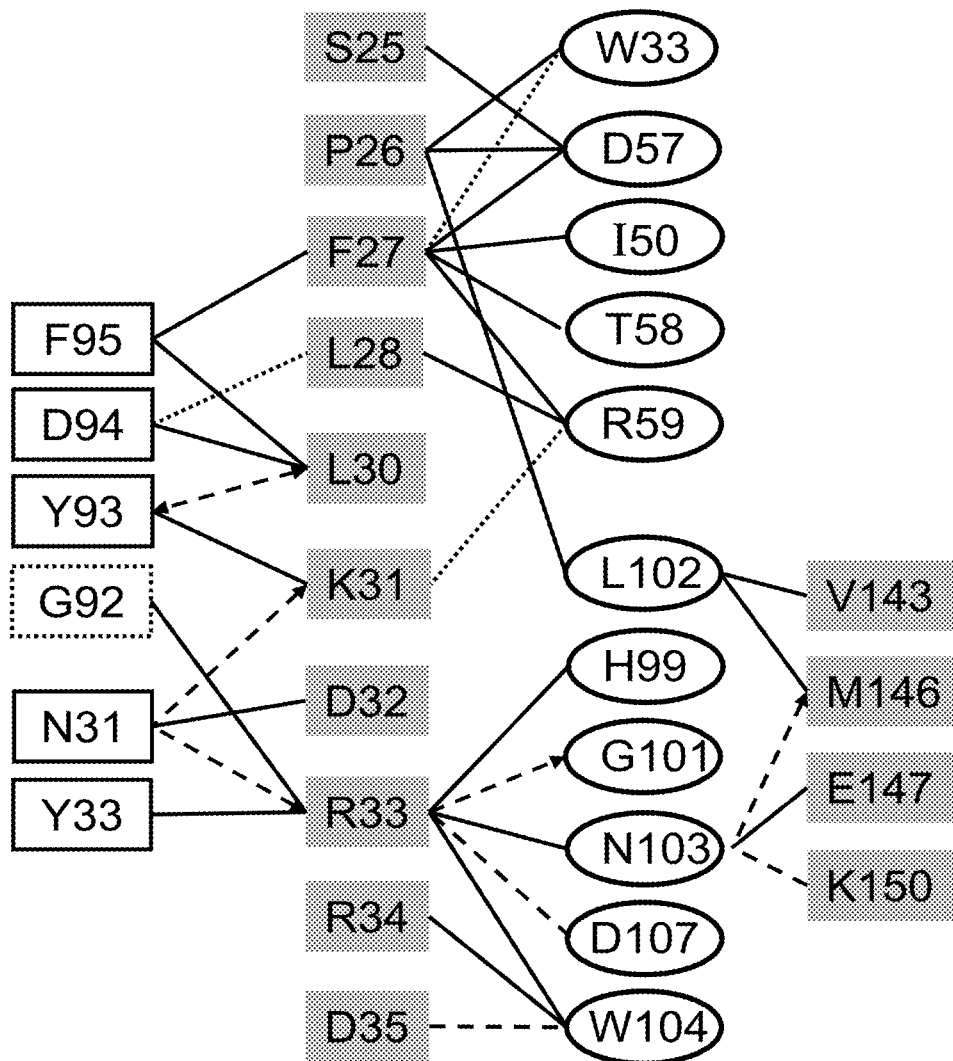 F95
D94
Y93
G92
N31
Y33
S25
P26
F27
L28
L30
K31
D32
R33
R34
D35
W33
D57
I50
T58
R59
L102
H99
G101
N103
D107
W104
V143
M146
E147
K150